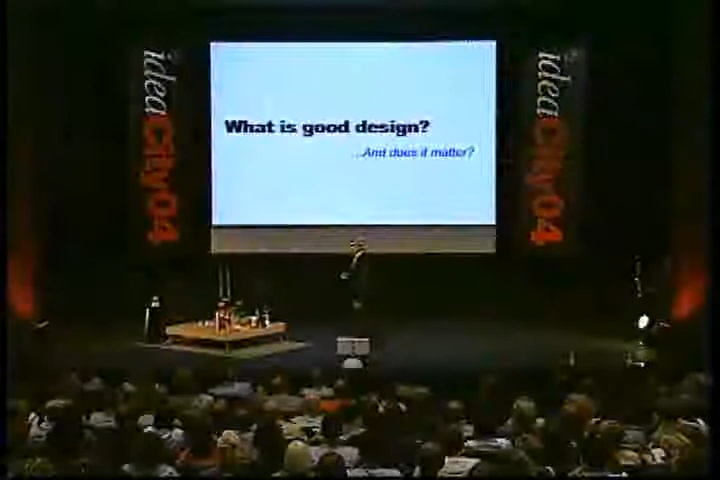 What is good design?
...And does it matter?
ideaCity04
ideaCity04